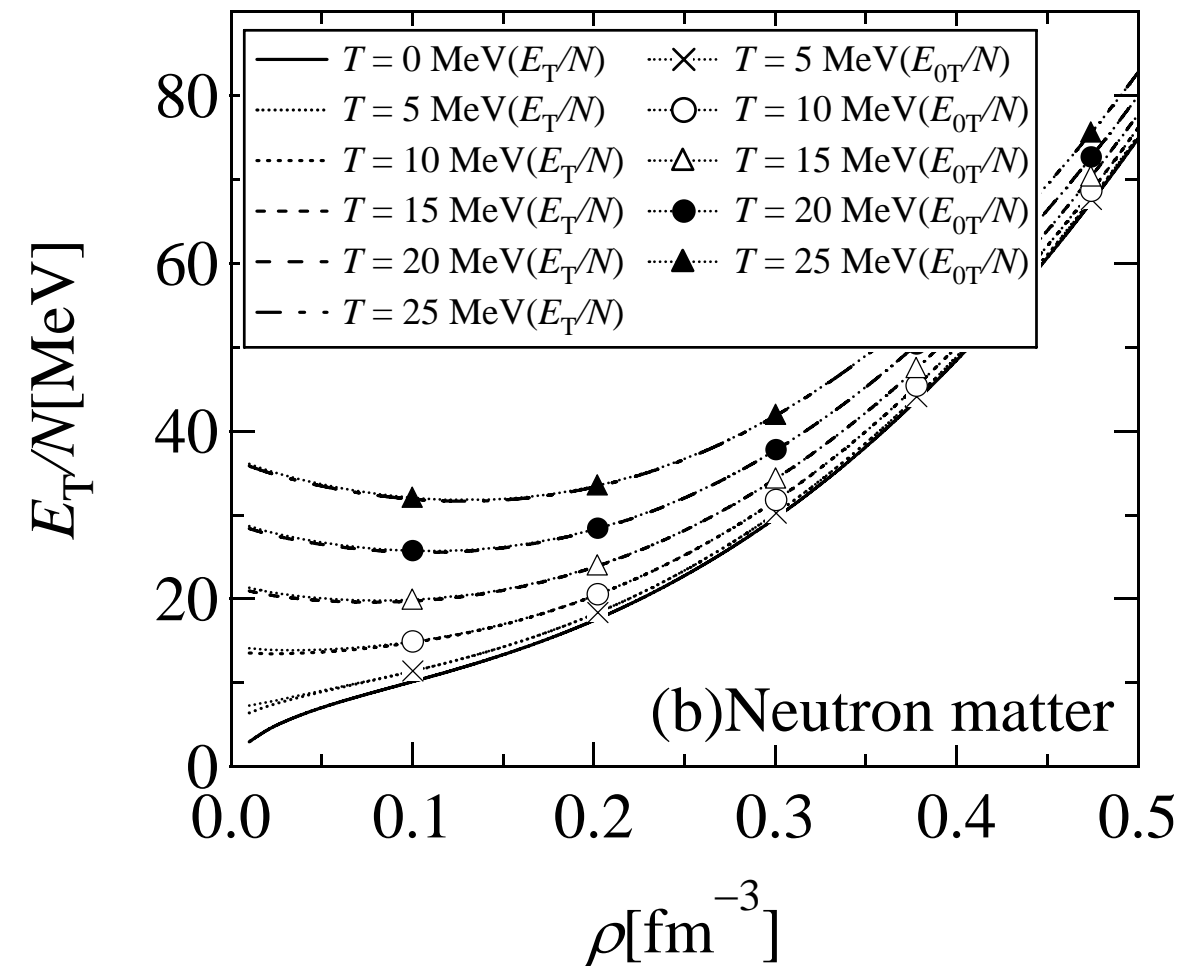 T = 0 MeV(E_T/N)
T = 5 MeV(E_T/N)
T = 10 MeV(E_T/N)
T = 15 MeV(E_T/N)
T = 20 MeV(E_T/N)
T = 25 MeV(E_T/N)
T = 5 MeV(E_0T/N)
T = 10 MeV(E_0T/N)
T = 15 MeV(E_0T/N)
T = 20 MeV(E_0T/N)
T = 25 MeV(E_0T/N)
E_T/N[MeV]
80
60
40
20
0
(b)Neutron matter
0.0 0.1 0.2 0.3 0.4 0.5
ρ[fm⁻³]